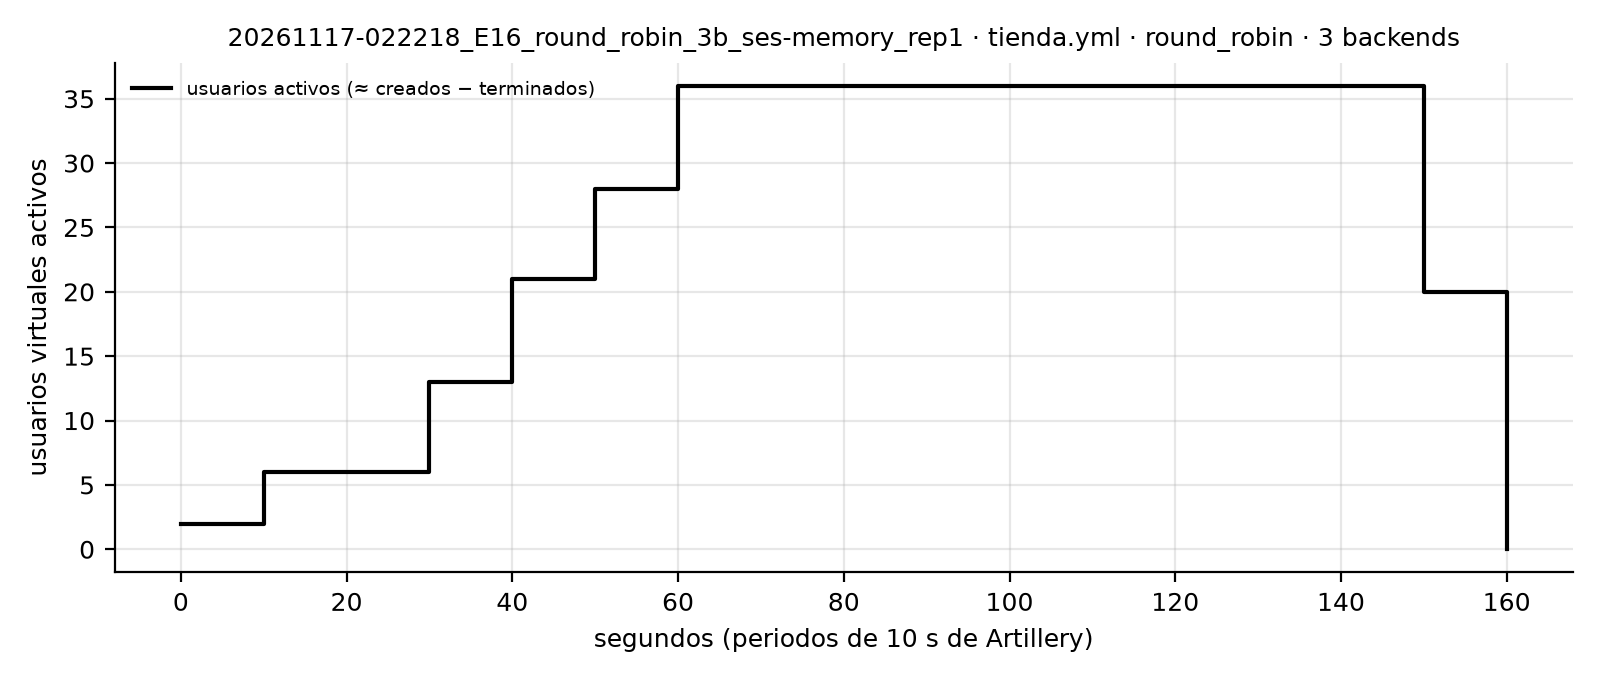 20261117-022218_E16_round_robin_3b_ses-memory_rep1 · tienda.yml · round_robin · 3 backends
usuarios activos (≈ creados − terminados)
usuarios virtuales activos
35
30
25
20
15
10
5
0
0 20 40 60 80 100 120 140 160
segundos (periodos de 10 s de Artillery)